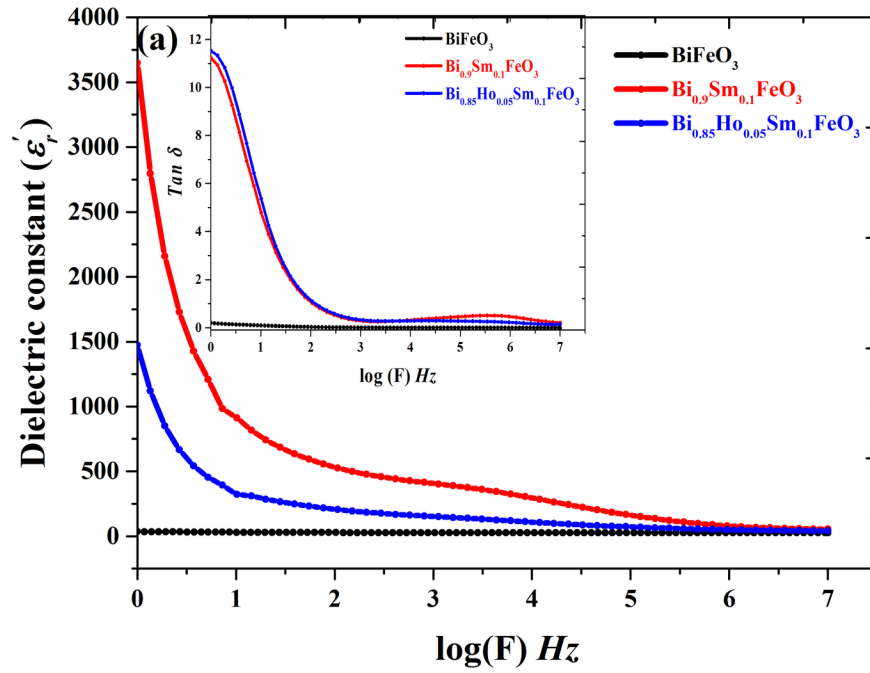 (a)
BiFeO3
Bi0.9Sm0.1FeO3
Bi0.85Ho0.05Sm0.1FeO3
Dielectric constant (ε′r)
4000
3500
3000
2500
2000
1500
1000
500
0
0 1 2 3 4 5 6 7
log(F) Hz
BiFeO3
Bi0.9Sm0.1FeO3
Bi0.85Ho0.05Sm0.1FeO3
Tan δ
12
10
8
6
4
2
0
0 1 2 3 4 5 6 7
log (F) Hz